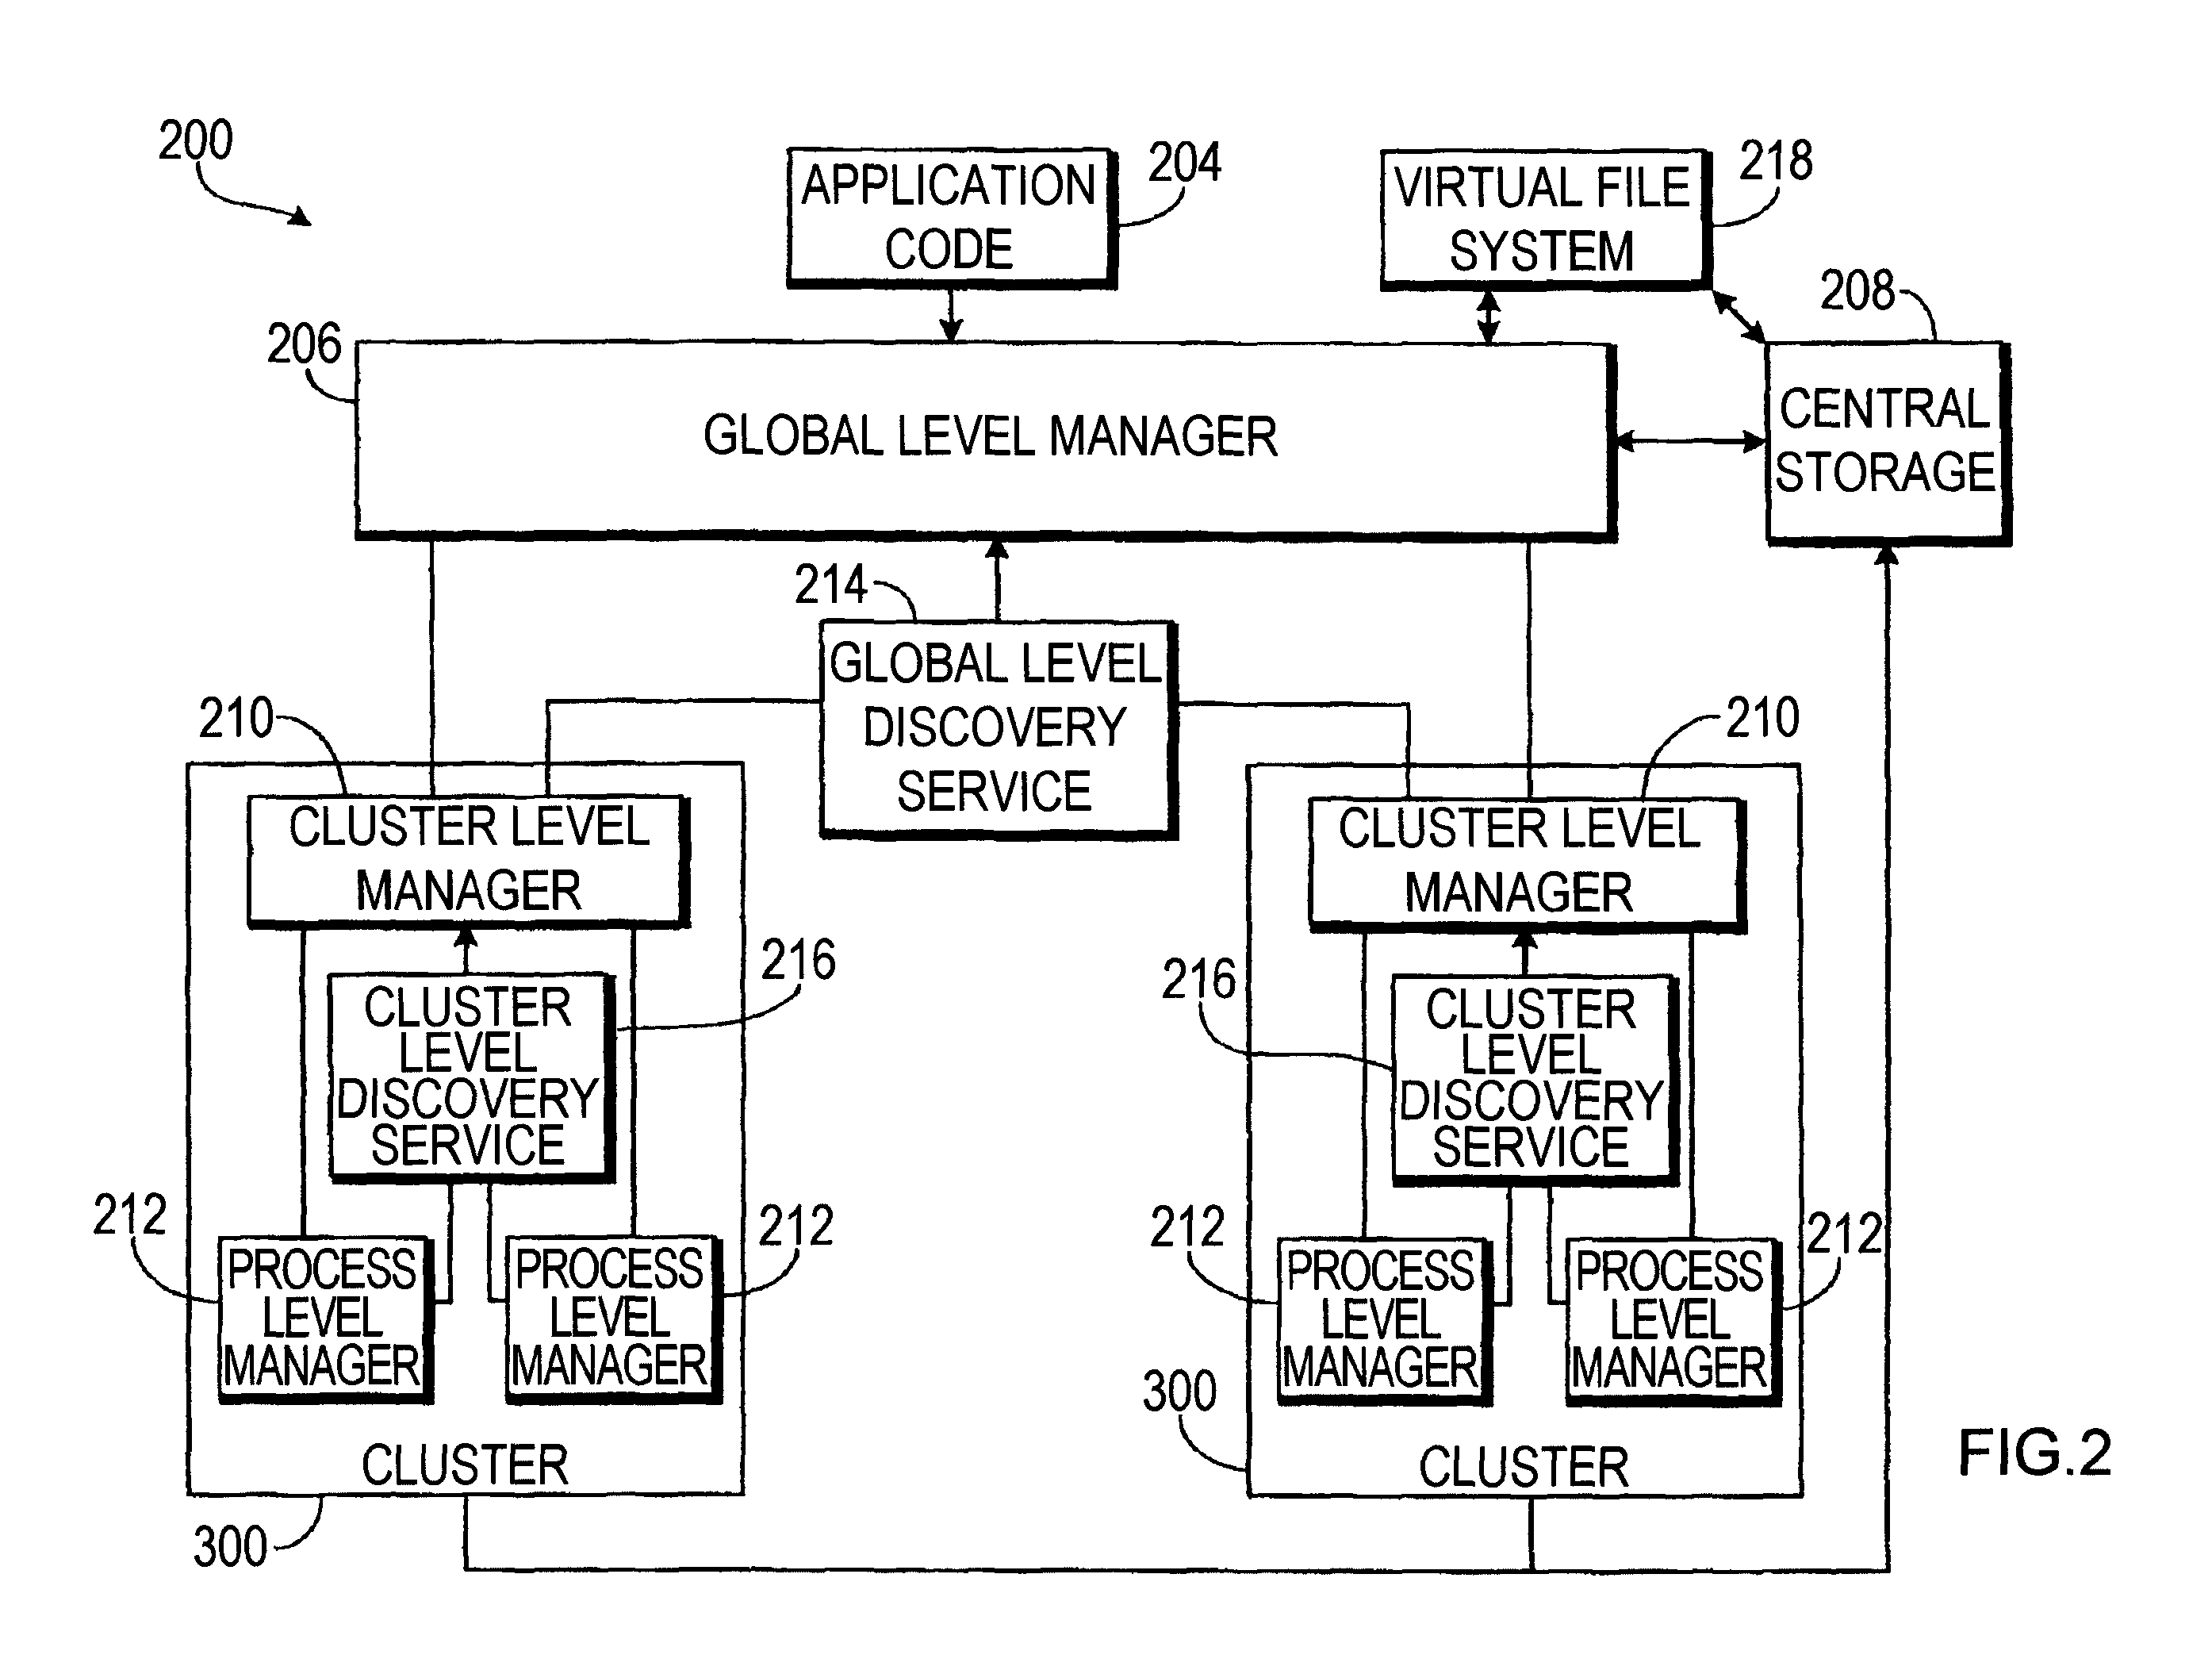 200
APPLICATION
CODE
204
VIRTUAL FILE
SYSTEM
218
208
206
GLOBAL LEVEL MANAGER
CENTRAL
STORAGE
214
GLOBAL LEVEL
DISCOVERY
SERVICE
210
CLUSTER LEVEL
MANAGER
216
CLUSTER
LEVEL
DISCOVERY
SERVICE
212
PROCESS
LEVEL
MANAGER
212
PROCESS
LEVEL
MANAGER
CLUSTER
300
210
CLUSTER LEVEL
MANAGER
216
CLUSTER
LEVEL
DISCOVERY
SERVICE
212
PROCESS
LEVEL
MANAGER
212
PROCESS
LEVEL
MANAGER
300
CLUSTER
FIG.2